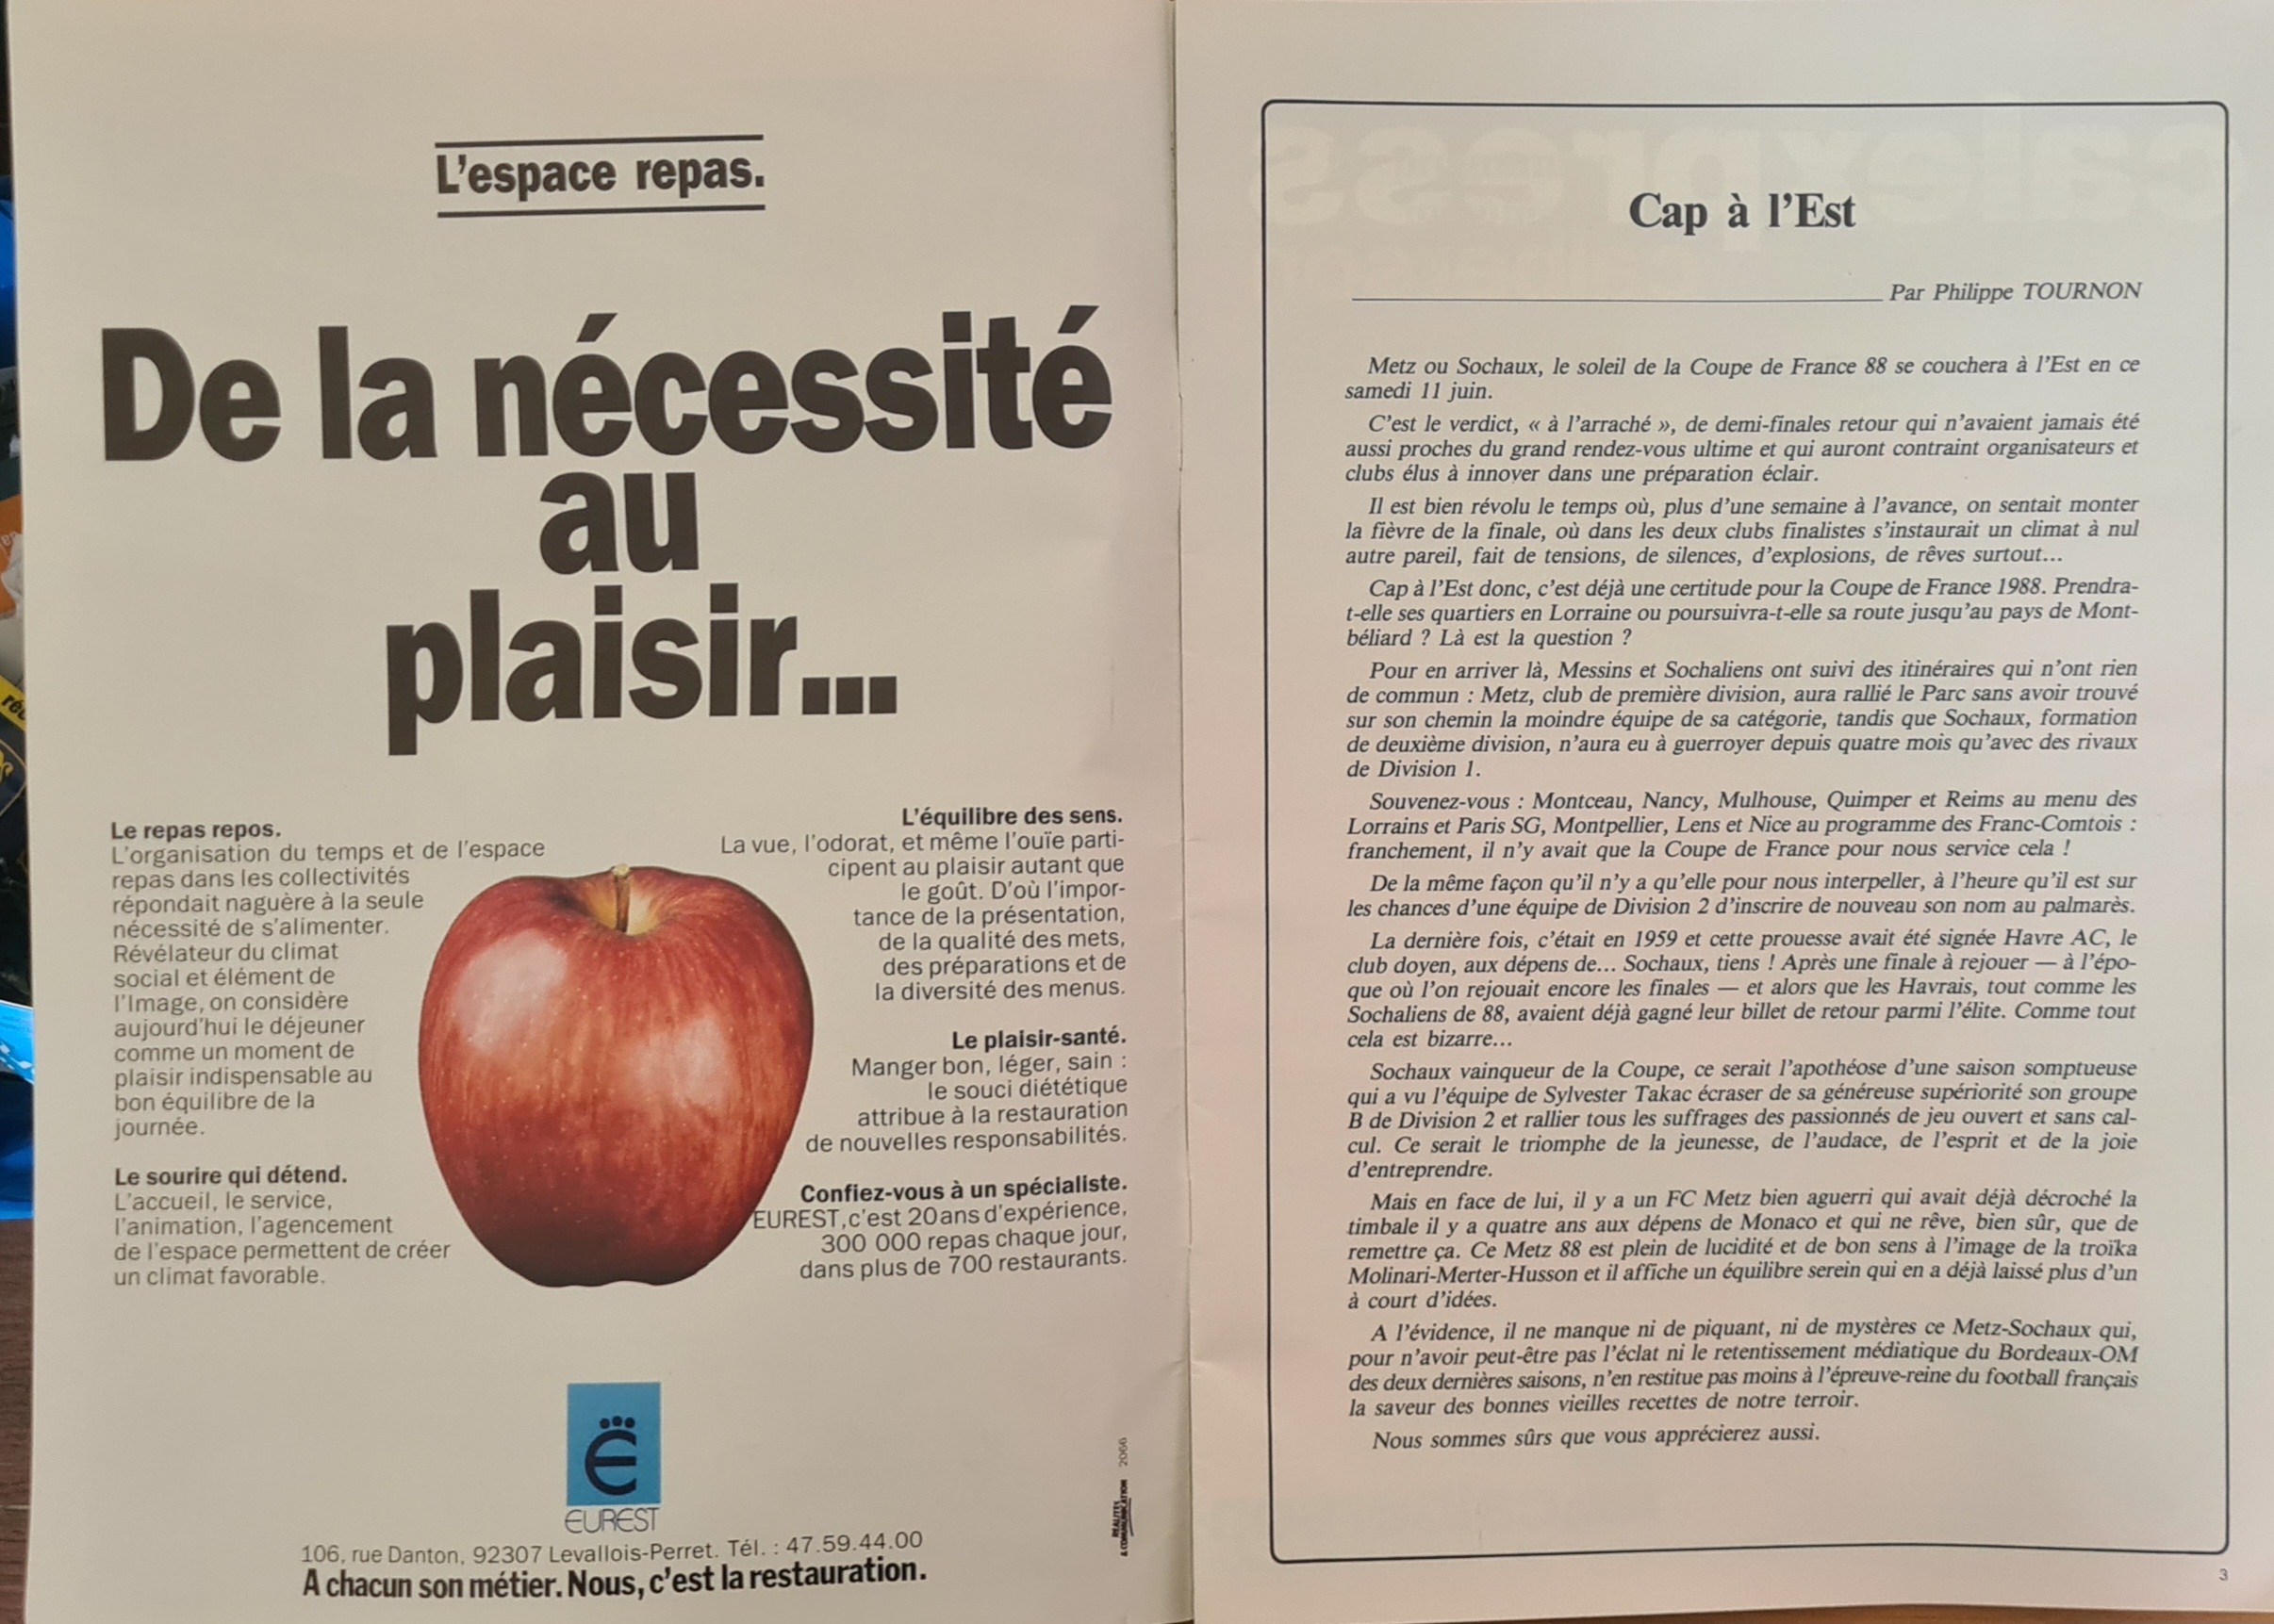 L'espace repas.
De la nécessité
au
plaisir...
Le repas repos.
L'organisation du temps et de l'espace
repas dans les collectivités
répondait naguère à la seule
nécessité de s'alimenter.
Révélateur du climat
social et élément de
l'Image, on considère
aujourd'hui le déjeuner
comme un moment de
plaisir indispensable au
bon équilibre de la
journée.
Le sourire qui détend.
L'accueil, le service,
l'animation, l'agencement
de l'espace permettent de créer
un climat favorable.
L'équilibre des sens.
La vue, l'odorat, et même l'ouïe parti-
cipent au plaisir autant que
le goût. D'où l'impor-
tance de la présentation,
de la qualité des mets,
des préparations et de
la diversité des menus.
Le plaisir-santé.
Manger bon, léger, sain :
le souci diététique
attribue à la restauration
de nouvelles responsabilités.
Confiez-vous à un spécialiste.
EUREST, c'est 20 ans d'expérience,
300 000 repas chaque jour,
dans plus de 700 restaurants.
EUREST
106, rue Danton, 92307 Levallois-Perret. Tél. : 47.59.44.00
A chacun son métier. Nous, c'est la restauration.
REALITES
& COMMUNICATION 2066
Cap à l'Est
Par Philippe TOURNON
Metz ou Sochaux, le soleil de la Coupe de France 88 se couchera à l'Est en ce
samedi 11 juin.
C'est le verdict, « à l'arraché », de demi-finales retour qui n'avaient jamais été
aussi proches du grand rendez-vous ultime et qui auront contraint organisateurs et
clubs élus à innover dans une préparation éclair.
Il est bien révolu le temps où, plus d'une semaine à l'avance, on sentait monter
la fièvre de la finale, où dans les deux clubs finalistes s'instaurait un climat à nul
autre pareil, fait de tensions, de silences, d'explosions, de rêves surtout...
Cap à l'Est donc, c'est déjà une certitude pour la Coupe de France 1988. Prendra-
t-elle ses quartiers en Lorraine ou poursuivra-t-elle sa route jusqu'au pays de Mont-
béliard ? Là est la question ?
Pour en arriver là, Messins et Sochaliens ont suivi des itinéraires qui n'ont rien
de commun : Metz, club de première division, aura rallié le Parc sans avoir trouvé
sur son chemin la moindre équipe de sa catégorie, tandis que Sochaux, formation
de deuxième division, n'aura eu à guerroyer depuis quatre mois qu'avec des rivaux
de Division 1.
Souvenez-vous : Montceau, Nancy, Mulhouse, Quimper et Reims au menu des
Lorrains et Paris SG, Montpellier, Lens et Nice au programme des Franc-Comtois :
franchement, il n'y avait que la Coupe de France pour nous service cela !
De la même façon qu'il n'y a qu'elle pour nous interpeller, à l'heure qu'il est sur
les chances d'une équipe de Division 2 d'inscrire de nouveau son nom au palmarès.
La dernière fois, c'était en 1959 et cette prouesse avait été signée Havre AC, le
club doyen, aux dépens de... Sochaux, tiens ! Après une finale à rejouer — à l'épo-
que où l'on rejouait encore les finales — et alors que les Havrais, tout comme les
Sochaliens de 88, avaient déjà gagné leur billet de retour parmi l'élite. Comme tout
cela est bizarre...
Sochaux vainqueur de la Coupe, ce serait l'apothéose d'une saison somptueuse
qui a vu l'équipe de Sylvester Takac écraser de sa généreuse supériorité son groupe
B de Division 2 et rallier tous les suffrages des passionnés de jeu ouvert et sans cal-
cul. Ce serait le triomphe de la jeunesse, de l'audace, de l'esprit et de la joie
d'entreprendre.
Mais en face de lui, il y a un FC Metz bien aguerri qui avait déjà décroché la
timbale il y a quatre ans aux dépens de Monaco et qui ne rêve, bien sûr, que de
remettre ça. Ce Metz 88 est plein de lucidité et de bon sens à l'image de la troïka
Molinari-Merter-Husson et il affiche un équilibre serein qui en a déjà laissé plus d'un
à court d'idées.
A l'évidence, il ne manque ni de piquant, ni de mystères ce Metz-Sochaux qui,
pour n'avoir peut-être pas l'éclat ni le retentissement médiatique du Bordeaux-OM
des deux dernières saisons, n'en restitue pas moins à l'épreuve-reine du football français
la saveur des bonnes vieilles recettes de notre terroir.
Nous sommes sûrs que vous apprécierez aussi.
3